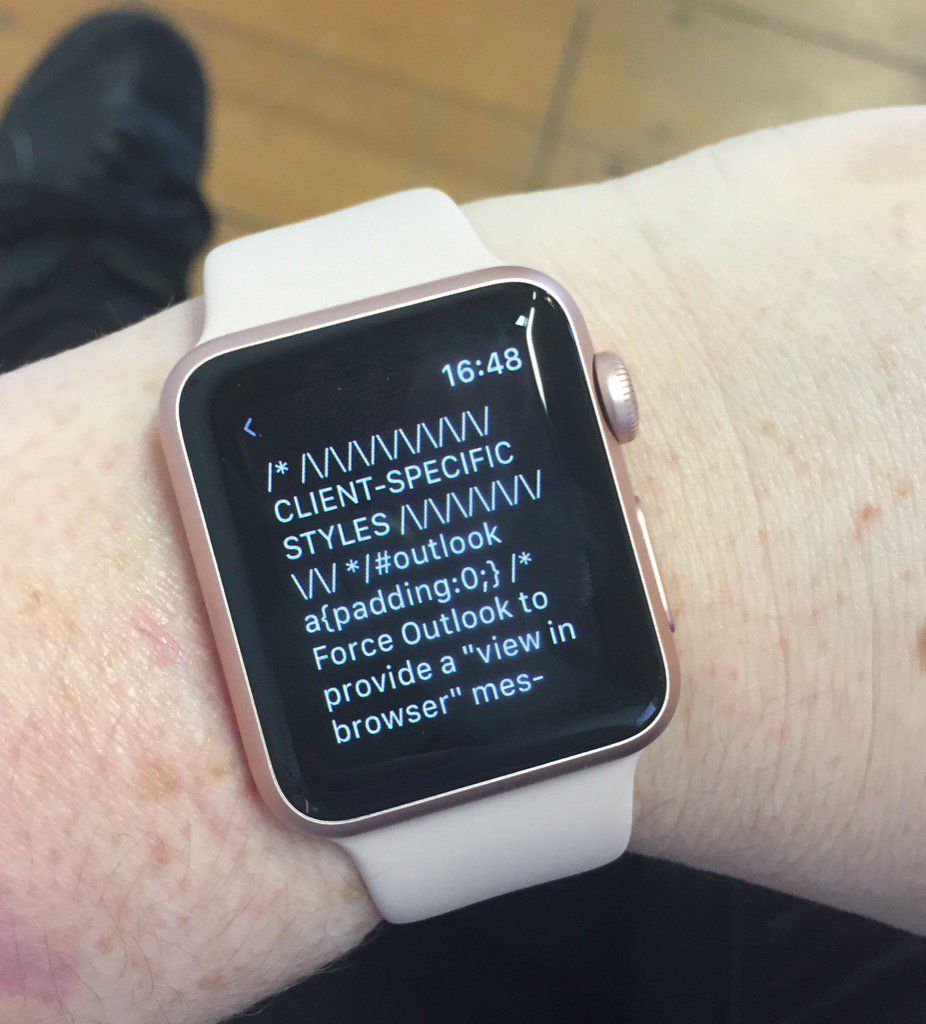 16:48
<
/* /\/\/\/\/\/\/\/\/
CLIENT-SPECIFIC
STYLES /\/\/\/\/\/\/
\/\/ */#outlook
a{padding:0;} /*
Force Outlook to
provide a "view in
browser" mes-